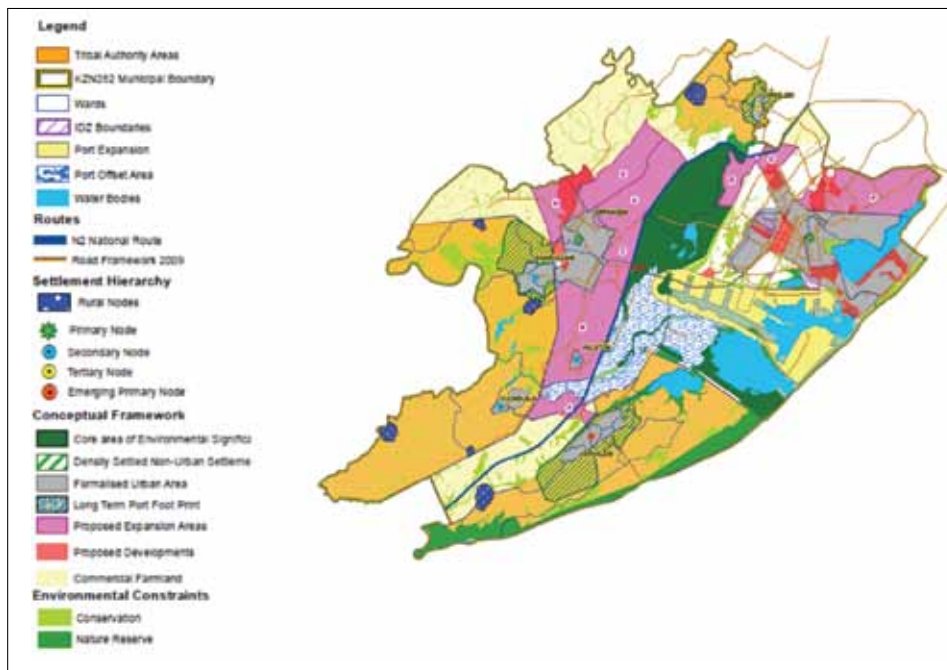 Legend
Tribal Authority Areas
KZN282 Municipal Boundary
Wards
IDZ Boundaries
Port Expansion
Port Offset Area
Water Bodies
Routes
N2 National Route
Road Framework 2009
Settlement Hierarchy
Rural Nodes
Primary Node
Secondary Node
Tertiary Node
Emerging Primary Node
Conceptual Framework
Core area of Environmental Signific
Density Settled Non-Urban Settleme
Formalised Urban Area
Long Term Port Foot Print
Proposed Expansion Areas
Proposed Developments
Commercial Farmland
Environmental Constraints
Conservation
Nature Reserve